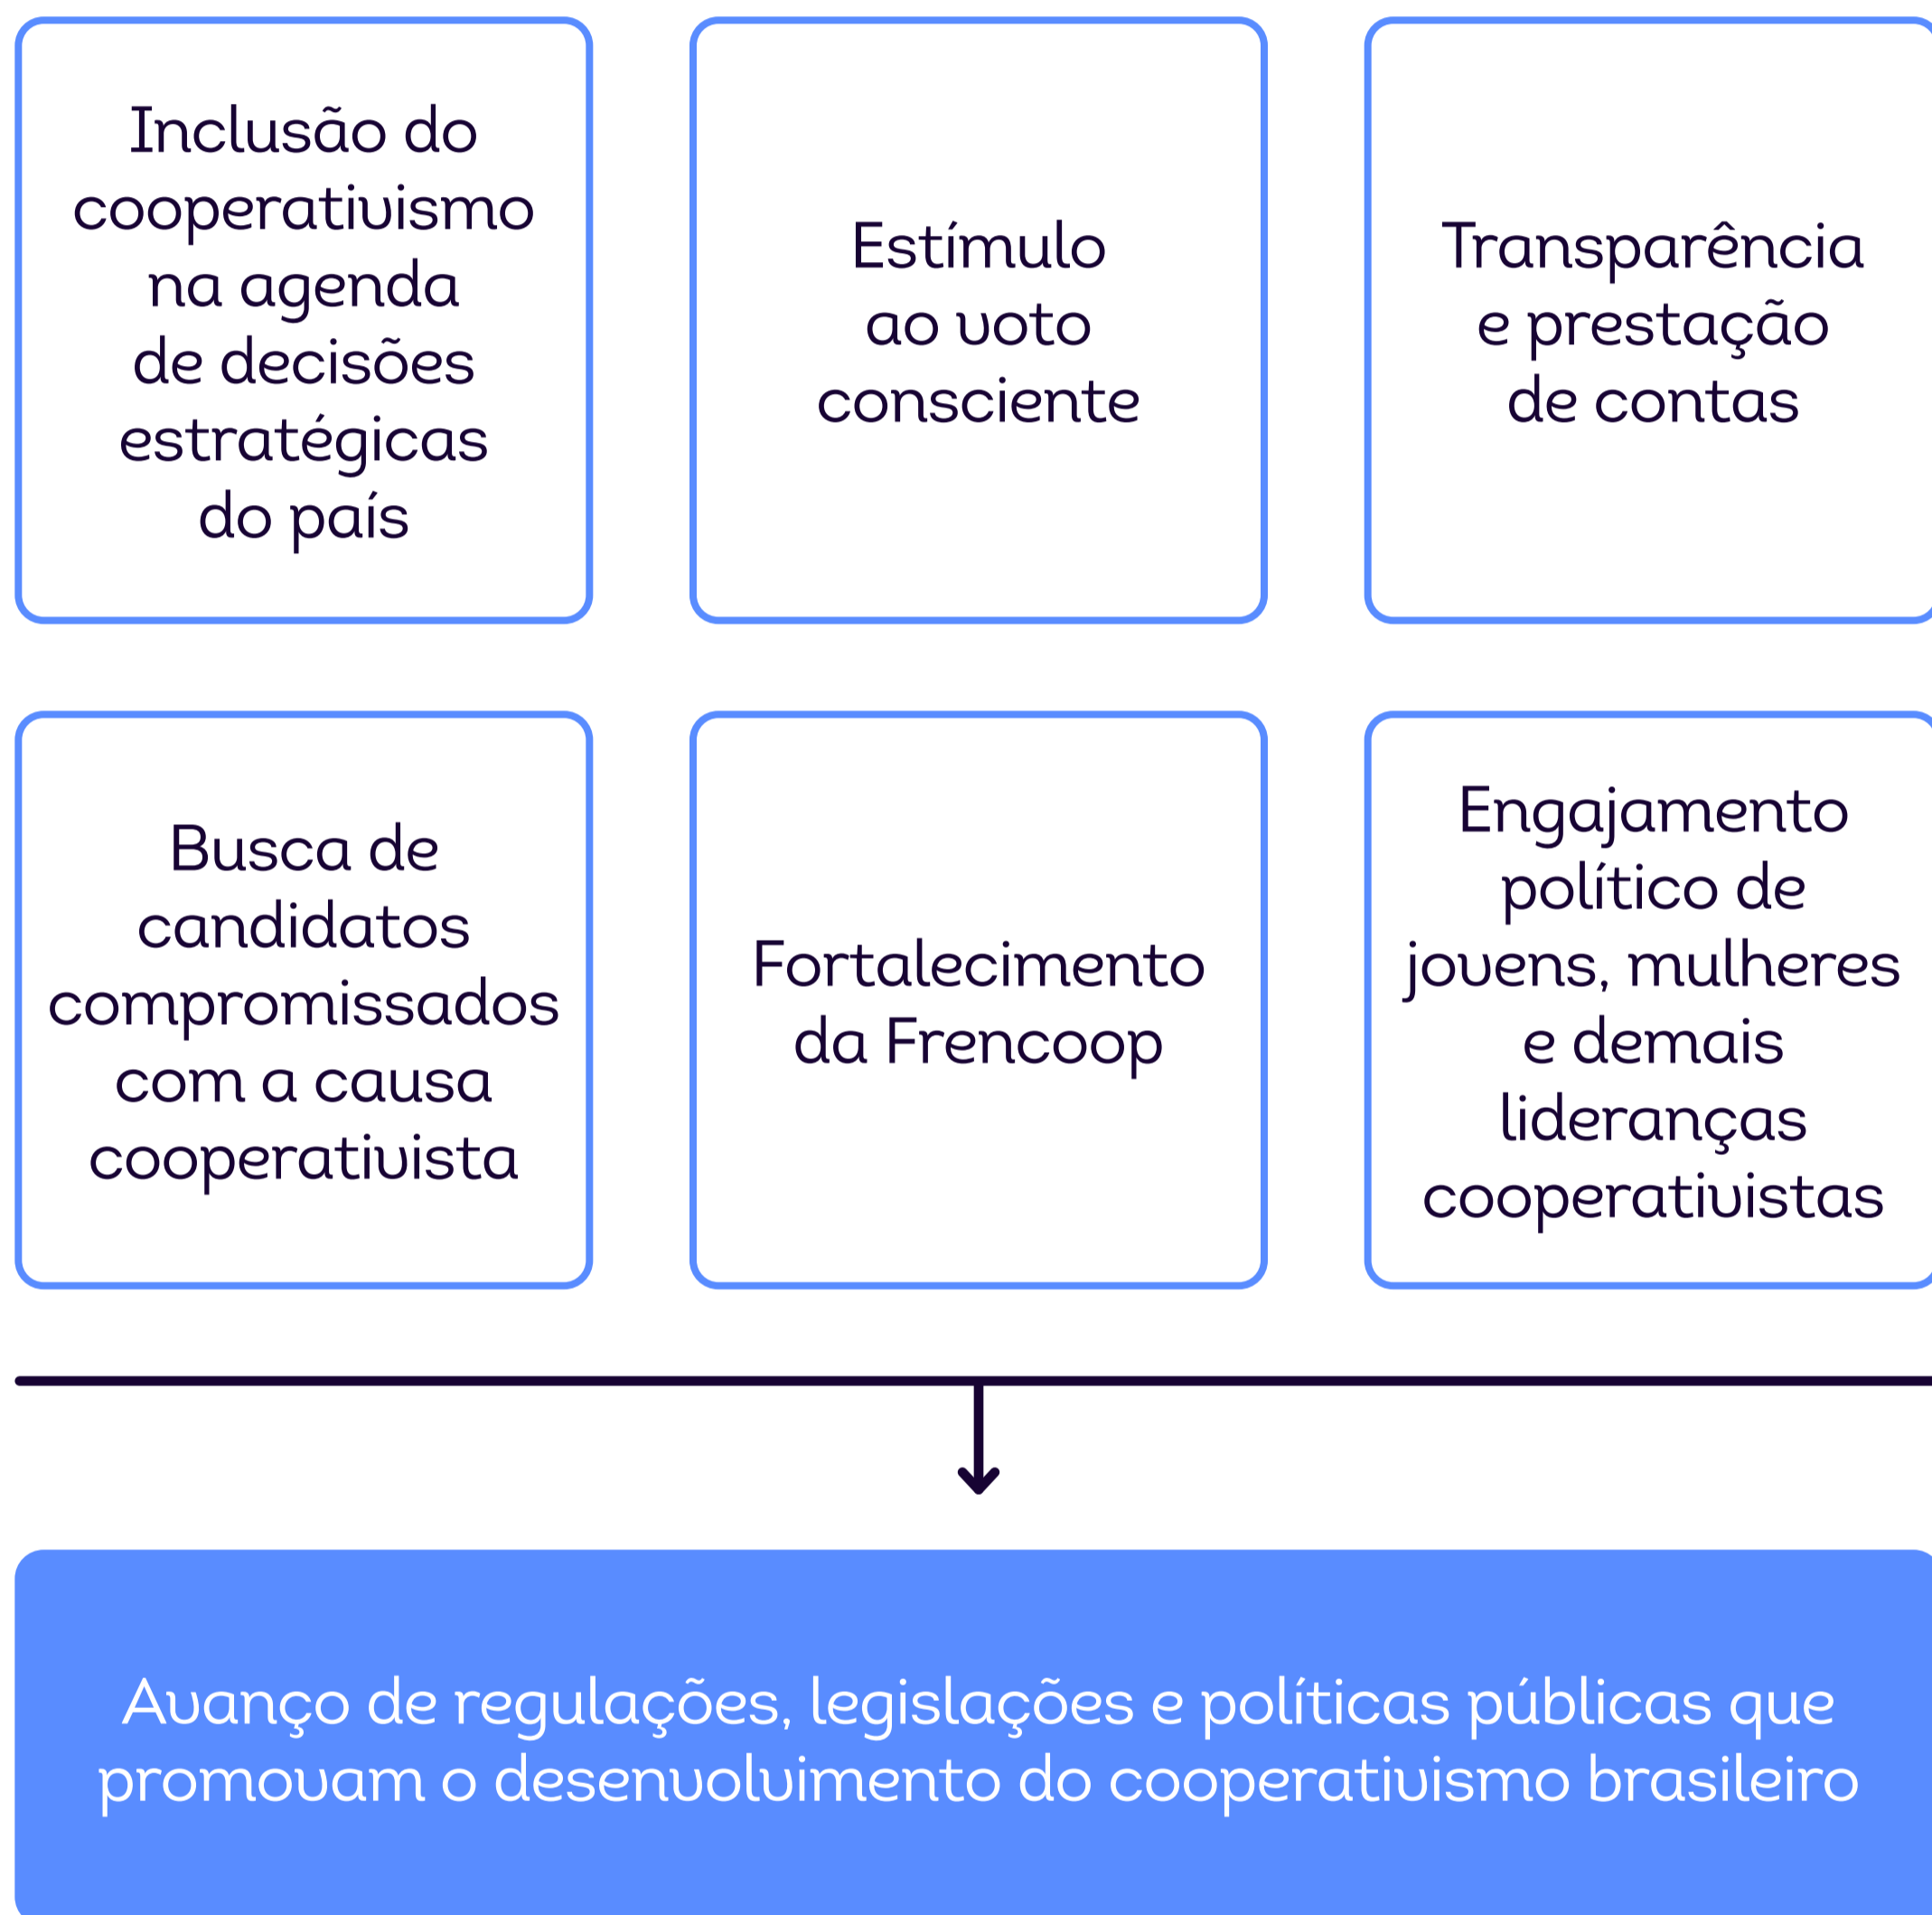 Inclusão do
cooperativismo
na agenda
de decisões
estratégicas
do país
Estímulo
ao voto
consciente
Transparência
e prestação
de contas
Busca de
candidatos
compromissados
com a causa
cooperativista
Fortalecimento
da Frencoop
Engajamento
político de
jovens, mulheres
e demais
lideranças
cooperativistas
Avanço de regulações, legislações e políticas públicas que
promovam o desenvolvimento do cooperativismo brasileiro